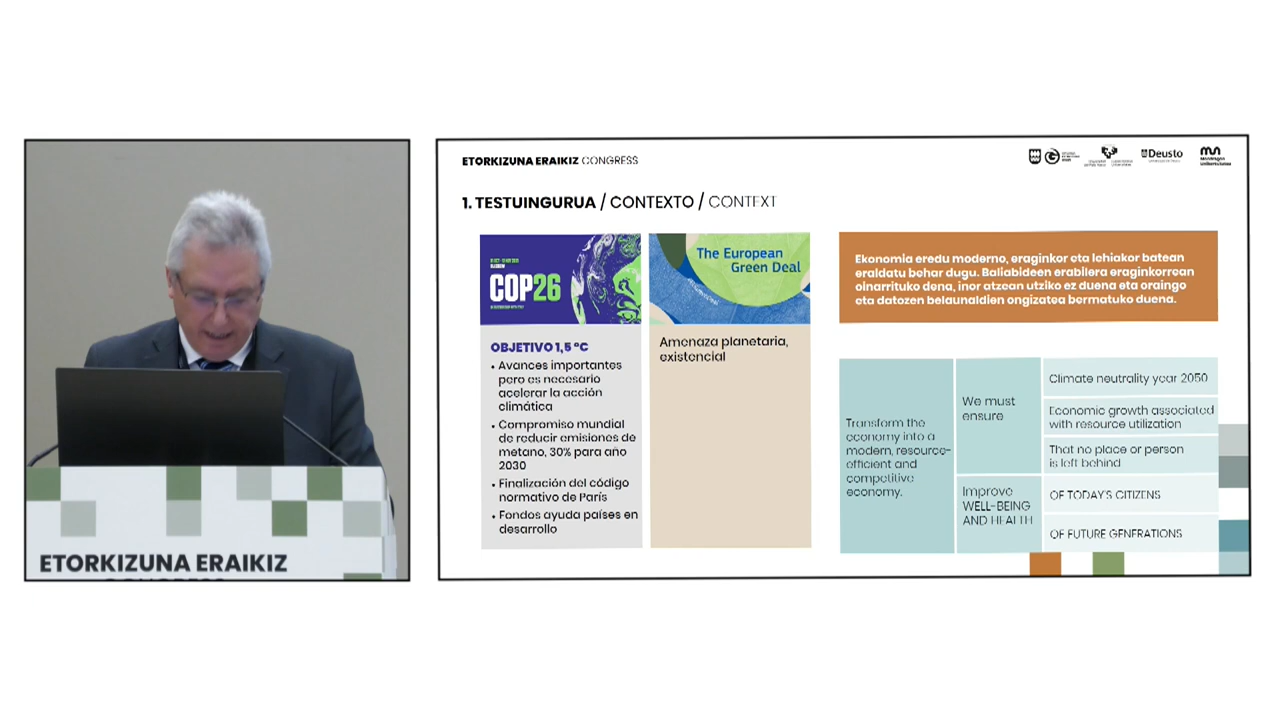 ETORKIZUNA ERAIKIZ
ETORKIZUNA ERAIKIZ CONGRESS
Deusto
Mondragon
Unibertsitatea
1. TESTUINGURUA / CONTEXTO / CONTEXT
COP26
OBJETIVO 1,5 ºC
• Avances importantes
pero es necesario
acelerar la acción
climática
• Compromiso mundial
de reducir emisiones de
metano, 30% para año
2030
• Finalización del código
normativo de París
• Fondos ayuda países en
desarrollo
The European
Green Deal
Amenaza planetaria,
existencial
Ekonomia eredu moderno, eraginkor eta lehiakor batean
eraldatu behar dugu. Baliabideen erabilera eraginkorrean
oinarrituko dena, inor atzean utziko ez duena eta oraingo
eta datozen belaunaldien ongizatea bermatuko duena.
Transform the
economy into a
modern, resource-
efficient and
competitive
economy.
We must
ensure
Climate neutrality year 2050
Economic growth associated
with resource utilization
That no place or person
is left behind
Improve
WELL-BEING
AND HEALTH
OF TODAY'S CITIZENS
OF FUTURE GENERATIONS